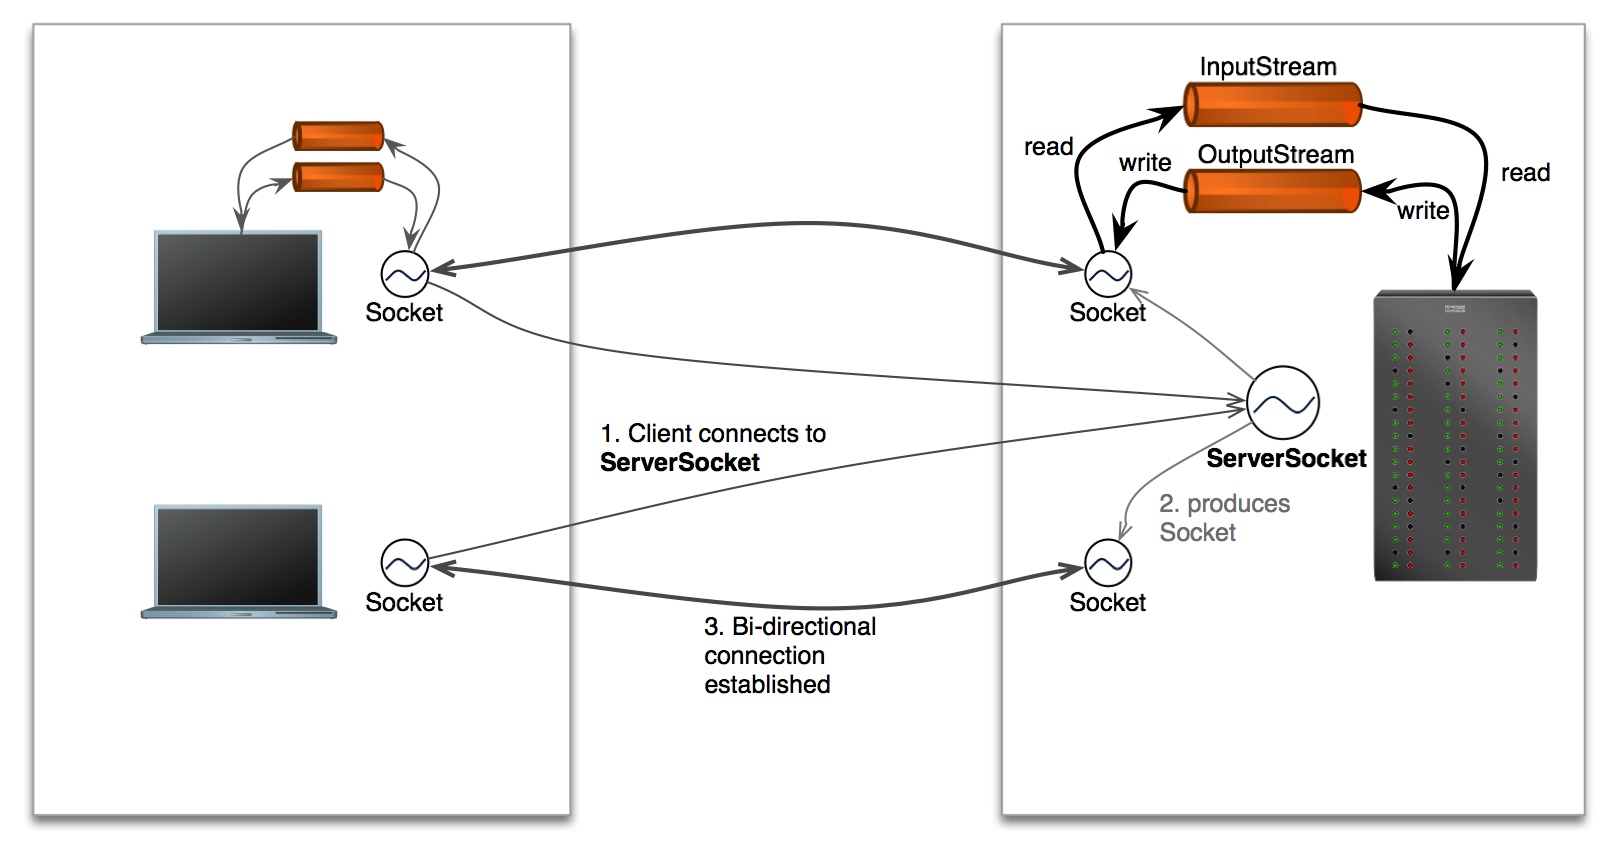 InputStream
read
write
OutputStream
read
write
Socket
Socket
1. Client connects to
ServerSocket
ServerSocket
2. produces
Socket
Socket
Socket
3. Bi-directional
connection
established